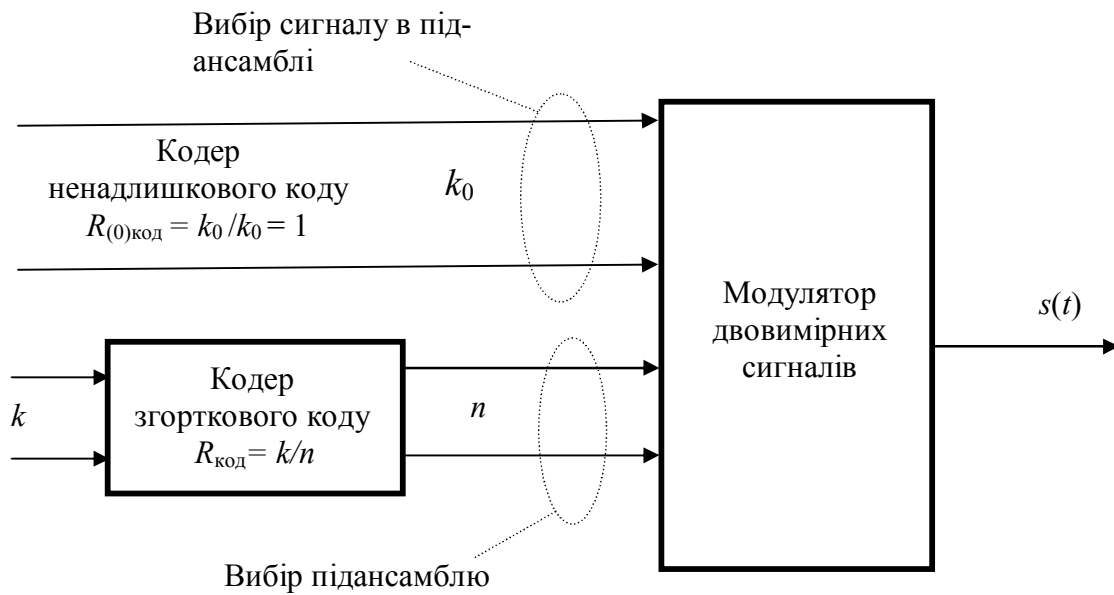 Вибір сигналу в під-
ансамблі
Кодер
ненадлишкового коду
R(0)код = k0 /k0 = 1
k0
Модулятор
двовимірних
сигналів
s(t)
k
Кодер
згорткового коду
Rкод= k/n
n
Вибір підансамблю